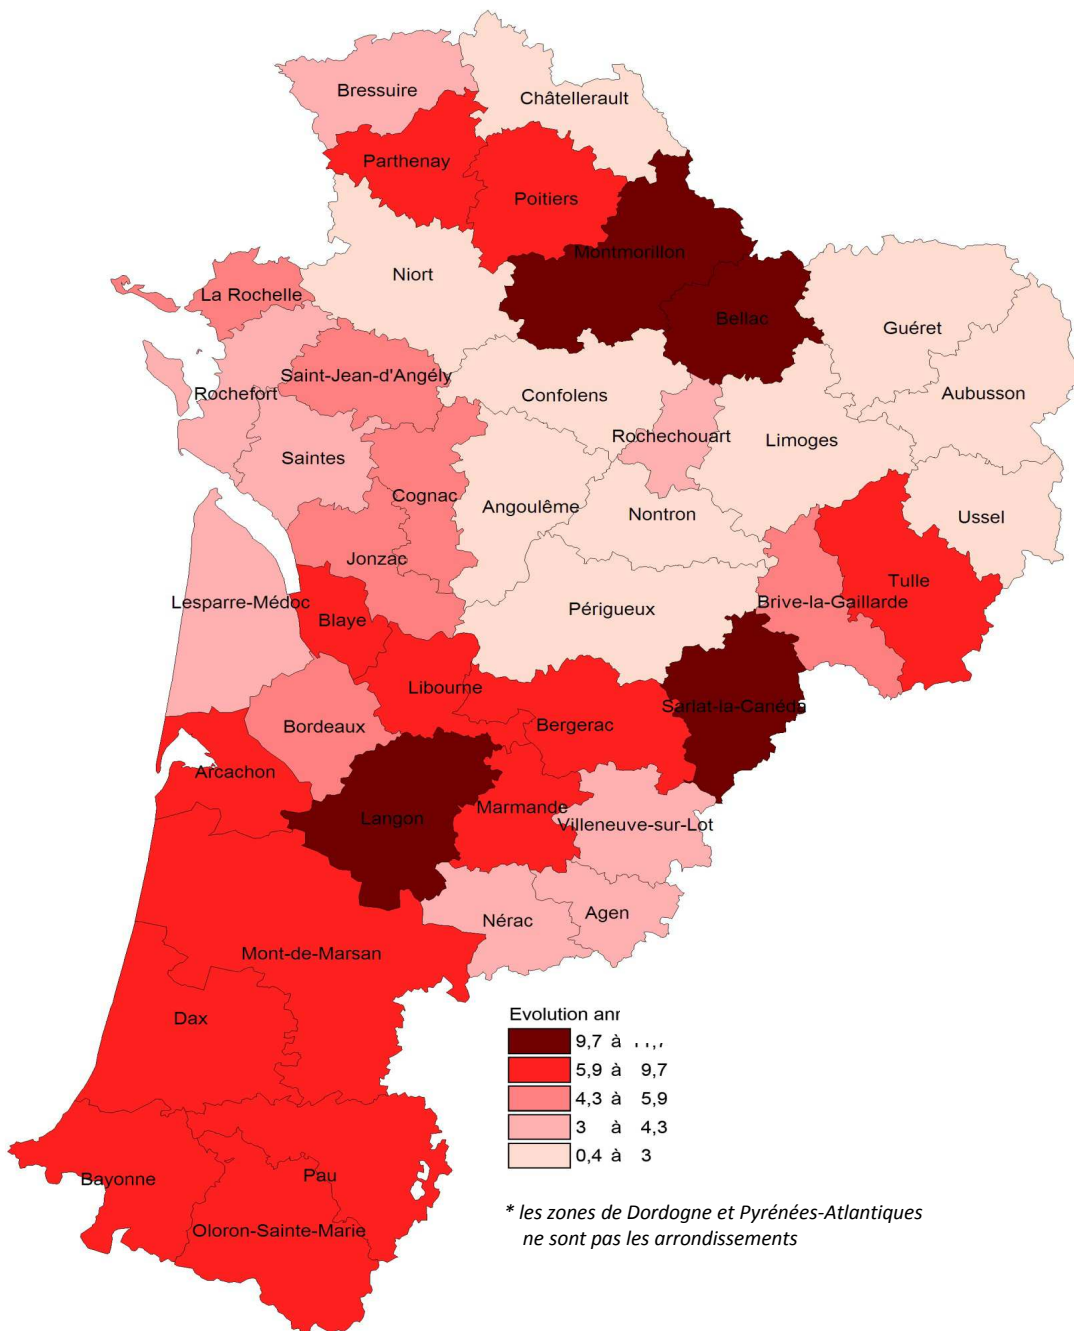 Bressuire
Châtellerault
Parthenay
Poitiers
Montmorillon
Niort
La Rochelle
Bellac
Guéret
Saint-Jean-d'Angély
Rochefort
Confolens
Aubusson
Rochechouart
Limoges
Saintes
Cognac
Angoulême
Nontron
Ussel
Jonzac
Tulle
Lesparre-Médoc
Blaye
Périgueux
Brive-la-Gaillarde
Libourne
Sarlat-la-Canéda
Bordeaux
Bergerac
Arcachon
Langon
Marmande
Villeneuve-sur-Lot
Nérac
Agen
Mont-de-Marsan
Dax
Evolution
9,7 à
5,9 à 9,7
4,3 à 5,9
3 à 4,3
0,4 à 3
Bayonne
Pau
Oloron-Sainte-Marie
* les zones de Dordogne et Pyrénées-Atlantiques
ne sont pas les arrondissements